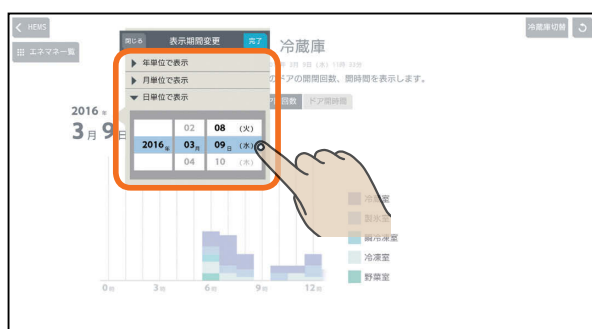 HEMS
エネマネ一覧
冷蔵庫切替
閉じる 表示期間変更 完了
年単位で表示
月単位で表示
日単位で表示
02 08 (火)
2016年 03月 09日 (水)
04 10 (木)
冷蔵庫
のドアの開閉回数、開時間を表示します。
回数 ドア開時間
2016年
3月 9日
冷蔵室
製氷室
冷凍室
野菜室
0時 3時 6時 9時 12時